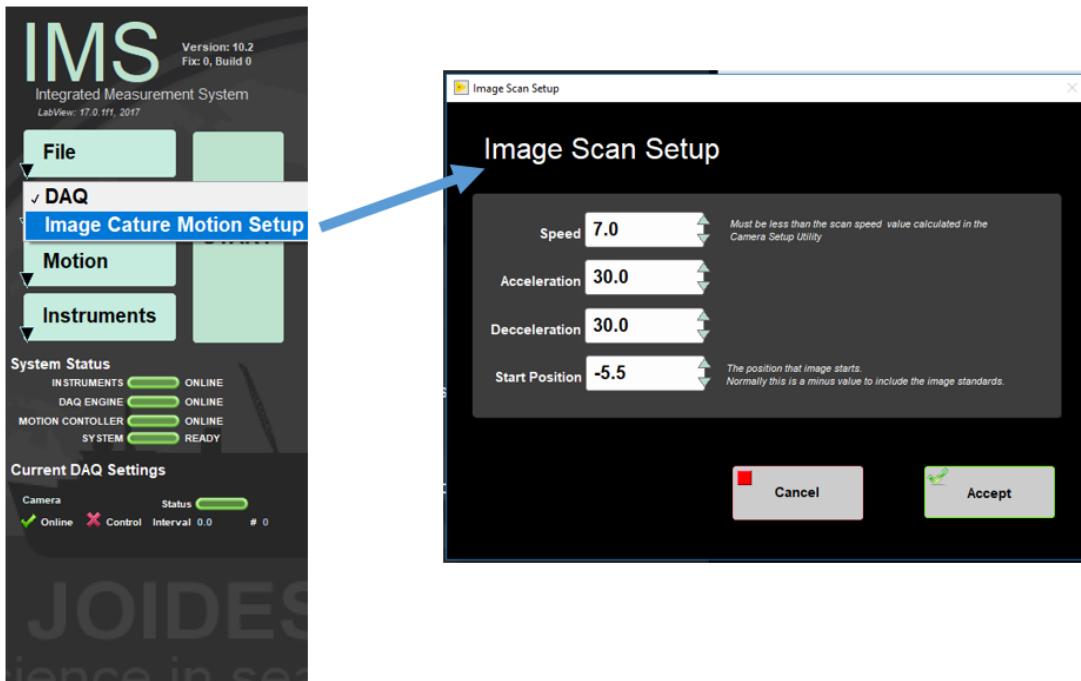 IMS
Version: 10.2
Fix: 0, Build 0
Integrated Measurement System
LabView: 17.0.1f1, 2017
File
✓ DAQ
Image Cature Motion Setup
Motion
Instruments
System Status
INSTRUMENTS ONLINE
DAQ ENGINE ONLINE
MOTION CONTOLLER ONLINE
SYSTEM READY
Current DAQ Settings
Camera Status
Online Control Interval 0.0 # 0
JOIDES
Image Scan Setup
Image Scan Setup
Speed 7.0
Must be less than the scan speed value calculated in the
Camera Setup Utility
Acceleration 30.0
Decceleration 30.0
Start Position -5.5
The position that image starts.
Normally this is a minus value to include the image standards.
Cancel
Accept